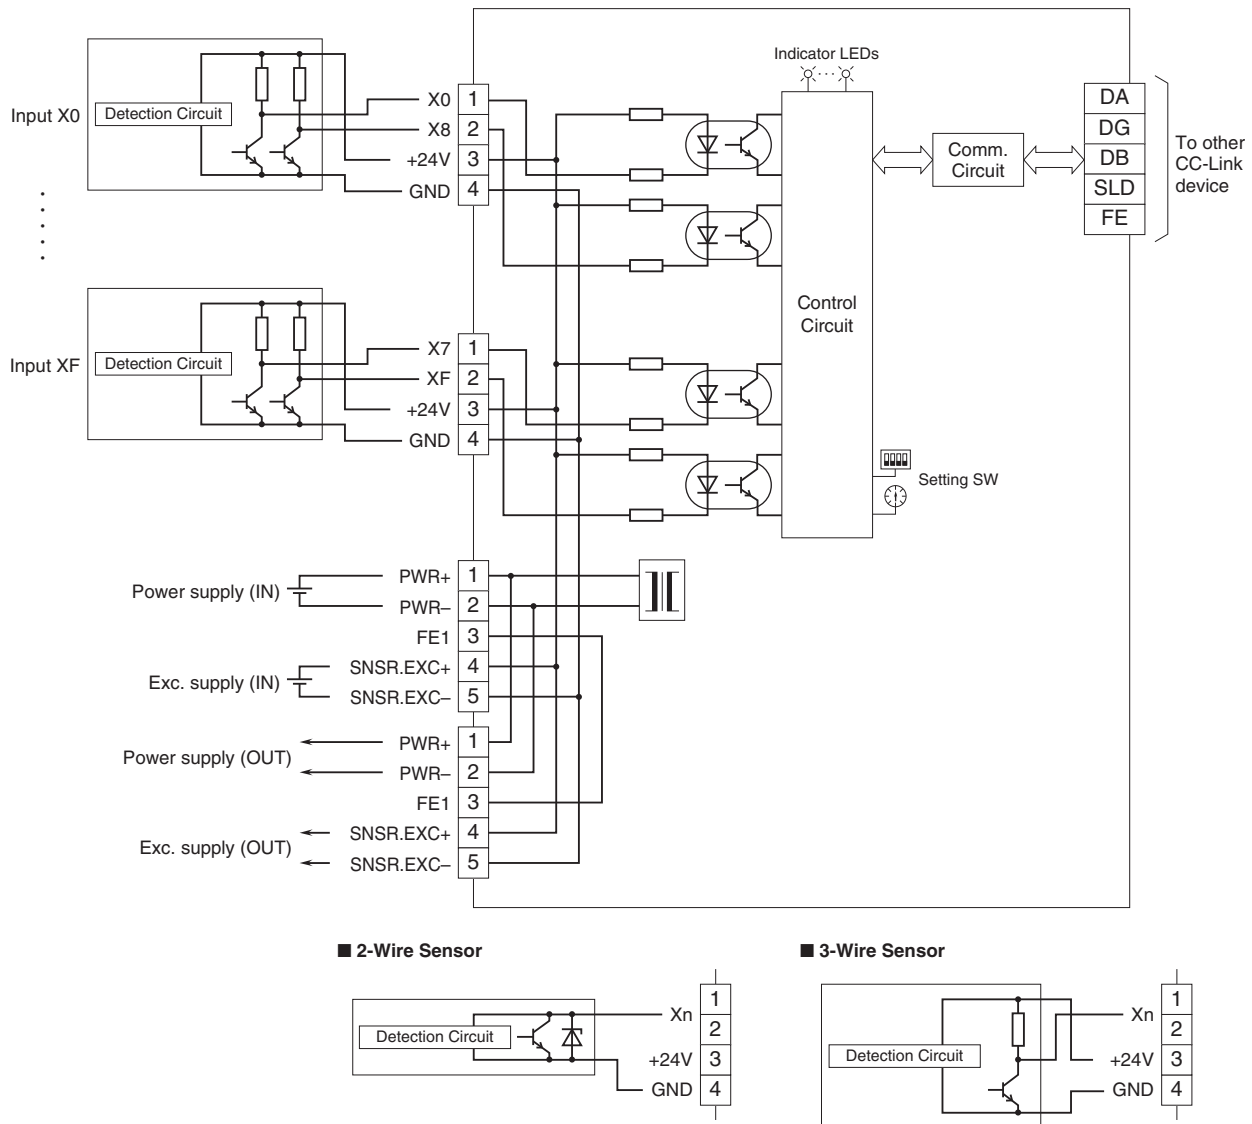 Indicator LEDs
Input X0
Detection Circuit
X0 1
X8 2
+24V 3
GND 4
DA
DG
DB
SLD
FE
Comm.
Circuit
To other
CC-Link
device
Control
Circuit
Input XF
Detection Circuit
X7 1
XF 2
+24V 3
GND 4
Setting SW
Power supply (IN)
PWR+ 1
PWR– 2
FE1 3
Exc. supply (IN)
SNSR.EXC+ 4
SNSR.EXC– 5
Power supply (OUT)
PWR+ 1
PWR– 2
FE1 3
Exc. supply (OUT)
SNSR.EXC+ 4
SNSR.EXC– 5
■ 2-Wire Sensor
Detection Circuit
Xn
1
2
+24V 3
GND 4
■ 3-Wire Sensor
Detection Circuit
Xn
1
2
+24V 3
GND 4